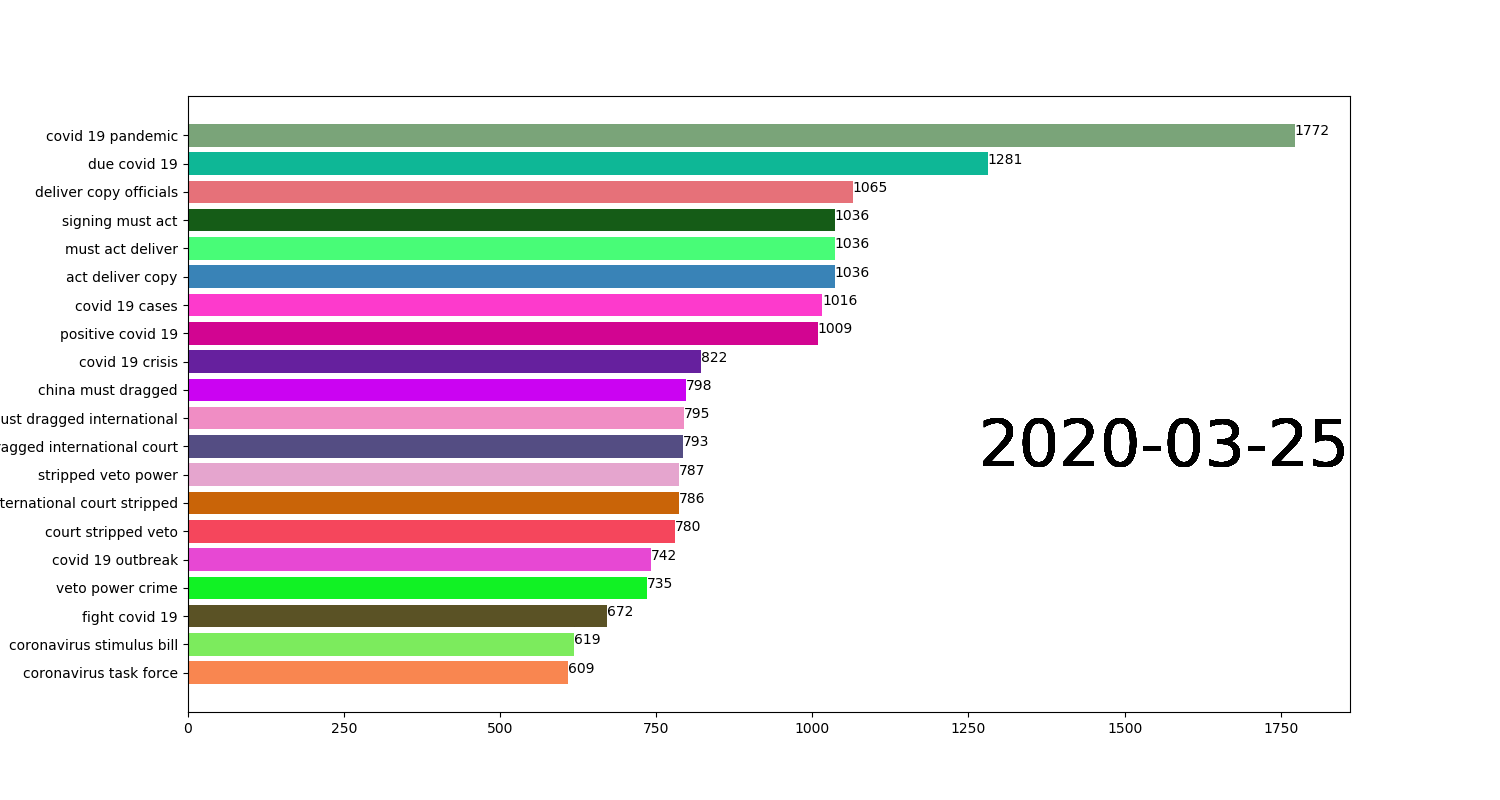 covid 19 pandemic 1772
due covid 19 1281
deliver copy officials 1065
signing must act 1036
must act deliver 1036
act deliver copy 1036
covid 19 cases 1016
positive covid 19 1009
covid 19 crisis 822
china must dragged 798
ust dragged international 795
agged international court 793
stripped veto power 787
ternational court stripped 786
court stripped veto 780
covid 19 outbreak 742
veto power crime 735
fight covid 19 672
coronavirus stimulus bill 619
coronavirus task force 609
2020-03-25
0 250 500 750 1000 1250 1500 1750